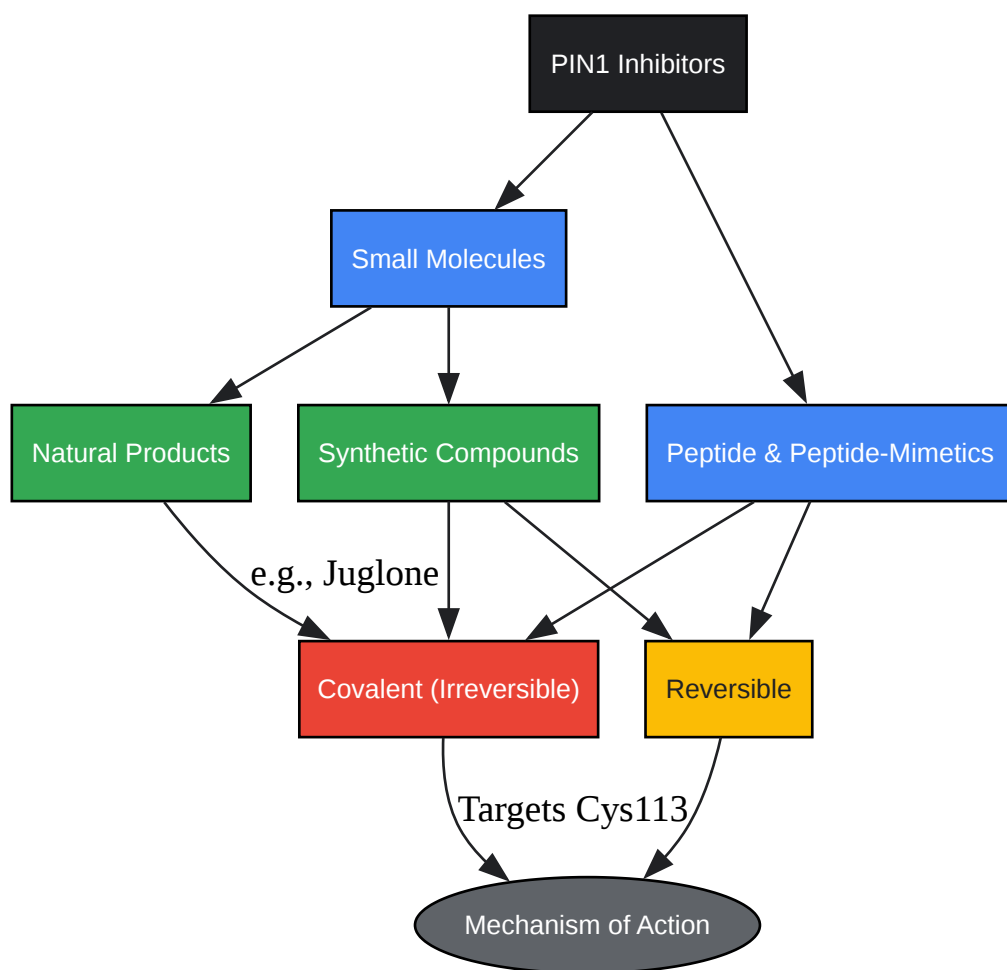 PIN1 Inhibitors
Small Molecules
Natural Products
Synthetic Compounds
Peptide & Peptide-Mimetics
e.g., Juglone
Covalent (Irreversible)
Reversible
Targets Cys113
Mechanism of Action